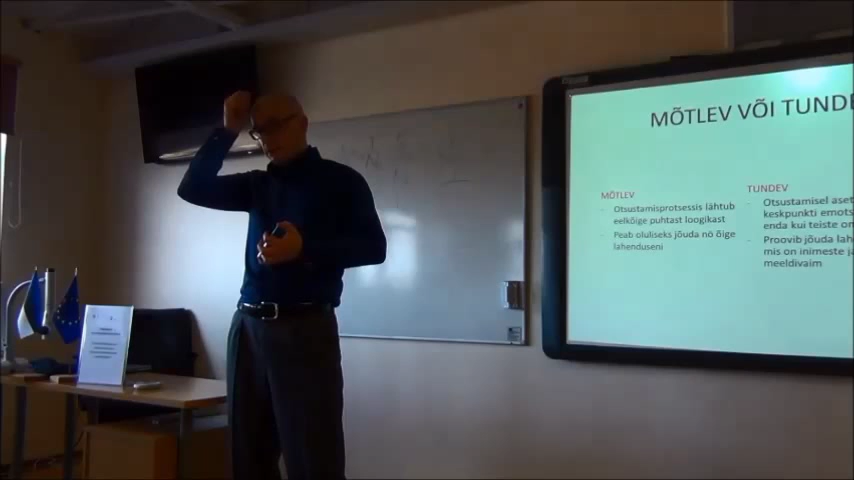 MÕTLEV VÕI TUNDE
MÕTLEV
- Otsustamisprotsessis lähtub
eelkõige puhtast loogikast
- Peab oluliseks jõuda nö õige
lahenduseni
TUNDEV
- Otsustamisel aset
keskpunkti emots
enda kui teiste on
- Proovib jõuda lah
mis on inimeste ja
meeldivaim